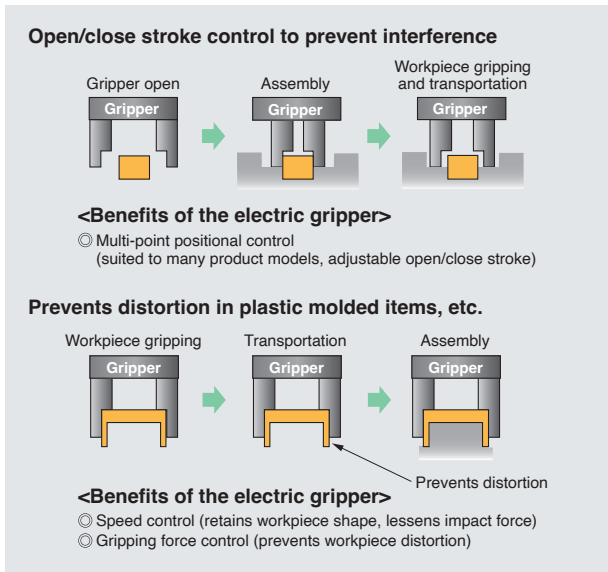 Open/close stroke control to prevent interference
Gripper open
Assembly
Workpiece gripping
and transportation
Gripper
Gripper
Gripper
<Benefits of the electric gripper>
◎ Multi-point positional control
(suited to many product models, adjustable open/close stroke)
Prevents distortion in plastic molded items, etc.
Workpiece gripping
Transportation
Assembly
Gripper
Gripper
Gripper
Prevents distortion
<Benefits of the electric gripper>
◎ Speed control (retains workpiece shape, lessens impact force)
◎ Gripping force control (prevents workpiece distortion)